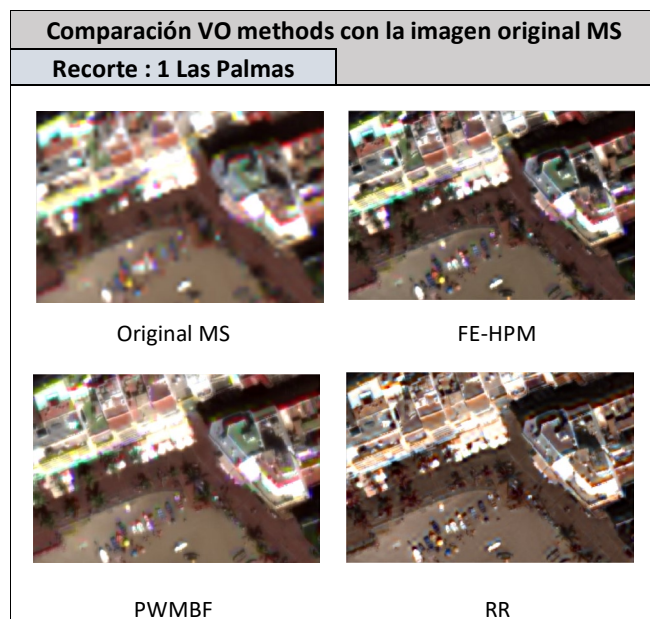 Comparación VO methods con la imagen original MS
Recorte : 1 Las Palmas
Original MS
FE-HPM
PWMBF
RR